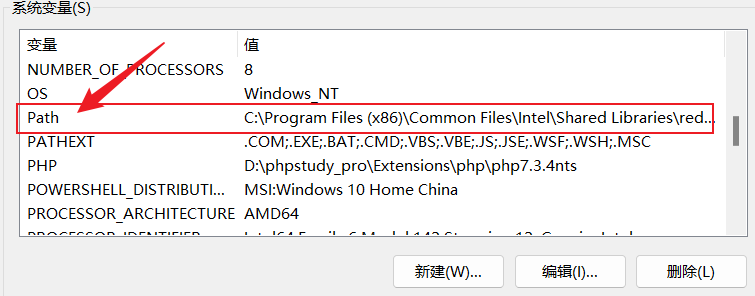 系统变量(S)
变量 值
NUMBER_OF_PROCESSORS 8
OS Windows_NT
Path C:\Program Files (x86)\Common Files\Intel\Shared Libraries\red...
PATHEXT .COM;.EXE;.BAT;.CMD;.VBS;.VBE;.JS;.JSE;.WSF;.WSH;.MSC
PHP D:\phpstudy_pro\Extensions\php\php7.3.4nts
POWERSHELL_DISTRIBUTI... MSI:Windows 10 Home China
PROCESSOR_ARCHITECTURE AMD64
新建(W)... 编辑(I)... 删除(L)